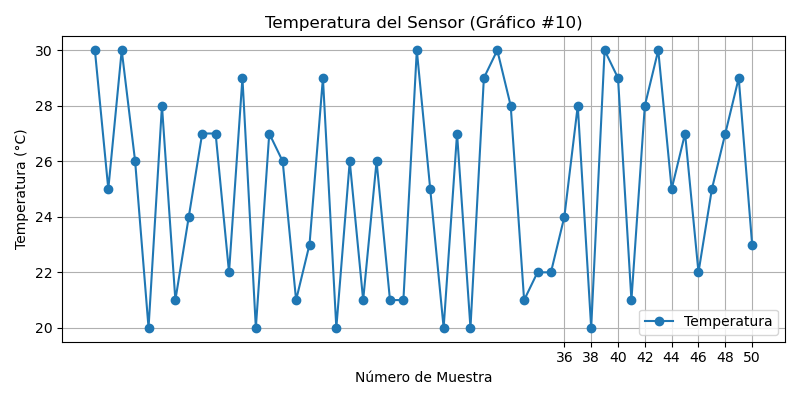 Temperatura del Sensor (Gráfico #10)
Temperatura (°C)
30
28
26
24
22
20
Temperatura
36 38 40 42 44 46 48 50
Número de Muestra